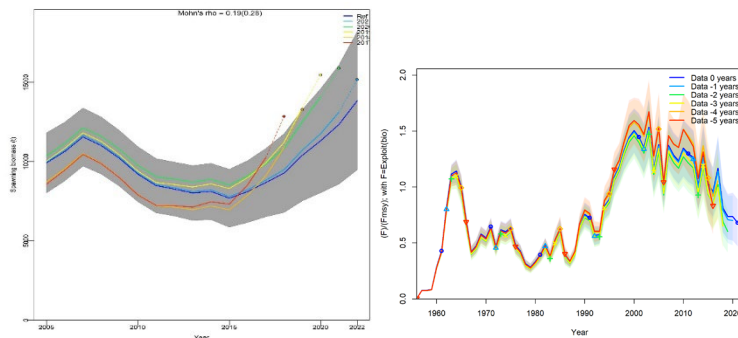 Mohn's rho = 0.19(0.28)
Ref
Spawning biomass (t)
15000
10000
5000
0
2005
2010
2015
2020
2022
Year
Data 0 years
Data -1 years
Data -2 years
Data -3 years
Data -4 years
Data -5 years
(F)/(Fmsy); with F=Exploit(bio)
2.0
1.5
1.0
0.5
0.0
1960
1970
1980
1990
2000
2010
2020
Year